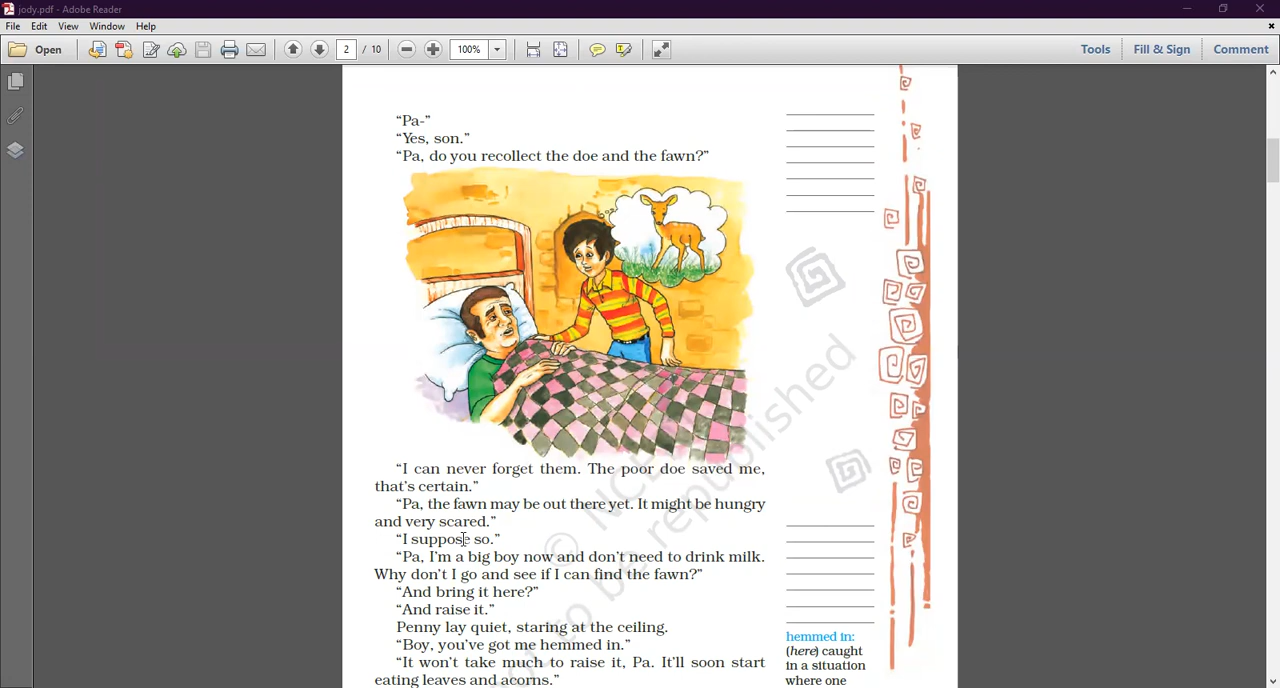 jody.pdf - Adobe Reader
File Edit View Window Help
Open 2 / 10 100% Tools Fill & Sign Comment
“Pa-”
“Yes, son.”
“Pa, do you recollect the doe and the fawn?”
“I can never forget them. The poor doe saved me,
that’s certain.”
“Pa, the fawn may be out there yet. It might be hungry
and very scared.”
“I suppose so.”
“Pa, I’m a big boy now and don’t need to drink milk.
Why don’t I go and see if I can find the fawn?”
“And bring it here?”
“And raise it.”
Penny lay quiet, staring at the ceiling.
“Boy, you’ve got me hemmed in.”
“It won’t take much to raise it, Pa. It’ll soon start
eating leaves and acorns.”
hemmed in:
(here) caught
in a situation
where one
© NCE
not to be republished